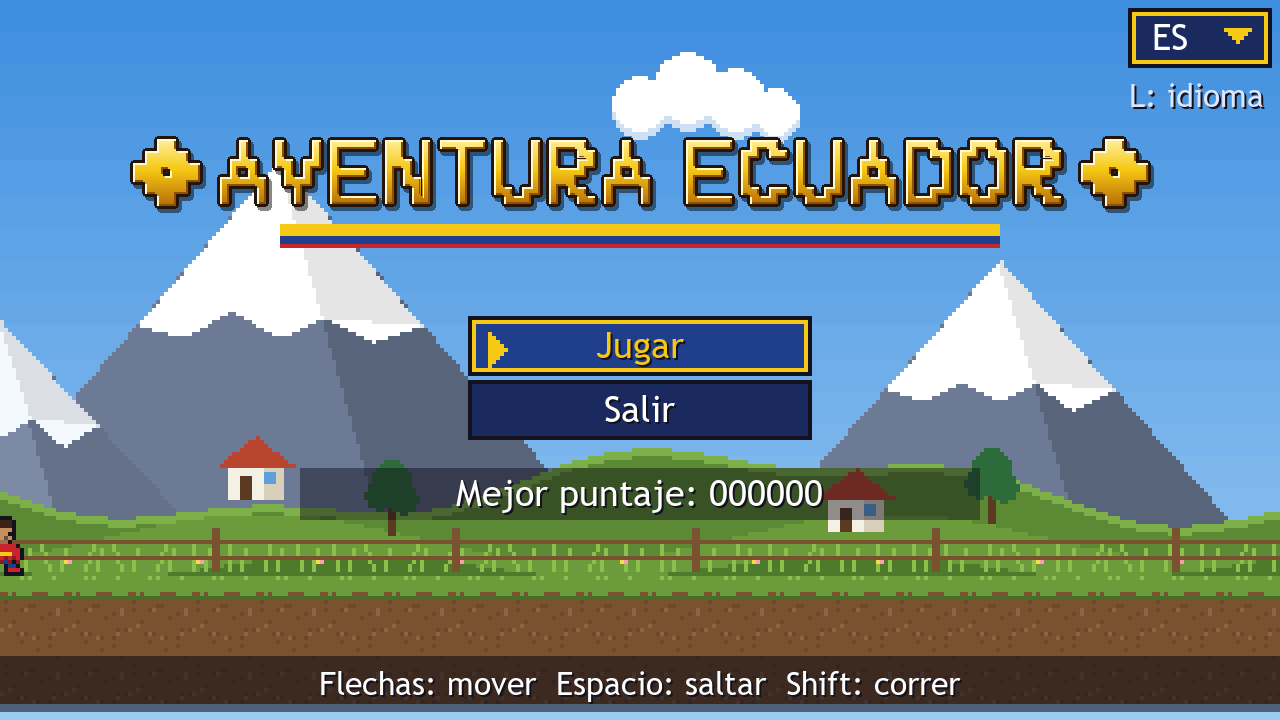 ES
L: idioma
AVENTURA ECUADOR
Jugar
Salir
Mejor puntaje: 000000
Flechas: mover  Espacio: saltar  Shift: correr